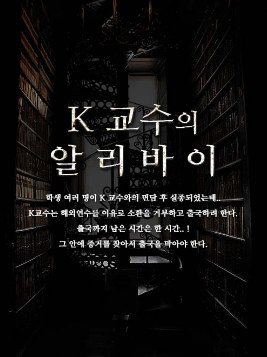 K 교수의
알리바이
학생 여러 명이 K 교수와의 면담 후 실종되었는데..
K교수는 해외연수를 이유로 소환을 거부하고 출국하려 한다.
출국까지 남은 시간은 한 시간.. !
그 안에 증거를 찾아서 출국을 막아야 한다.